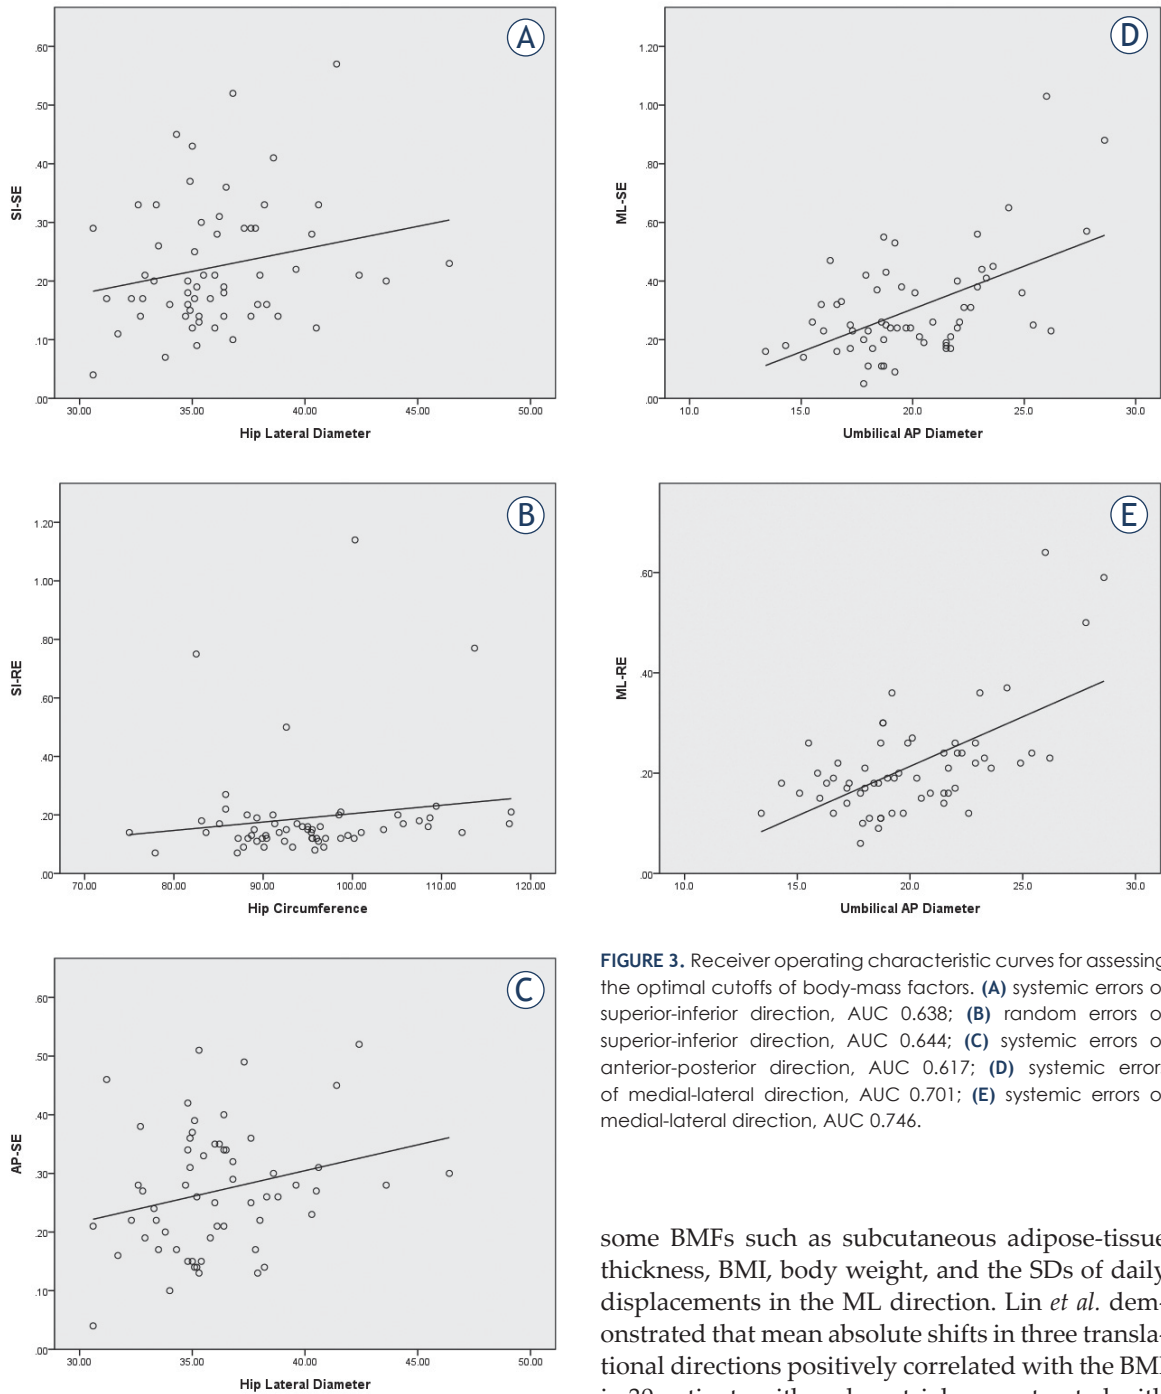 A
SI-SE
.60
.50
.40
.30
.20
.10
.00
30.00 35.00 40.00 45.00 50.00
Hip Lateral Diameter
B
SI-RE
1.20
1.00
.80
.60
.40
.20
.00
70.00 80.00 90.00 100.00 110.00 120.00
Hip Circumference
C
AP-SE
.60
.50
.40
.30
.20
.10
.00
30.00 35.00 40.00 45.00 50.00
Hip Lateral Diameter
D
ML-SE
1.20
1.00
.80
.60
.40
.20
.00
10.0 15.0 20.0 25.0 30.0
Umbilical AP Diameter
E
ML-RE
.60
.40
.20
.00
10.0 15.0 20.0 25.0 30.0
Umbilical AP Diameter
FIGURE 3. Receiver operating characteristic curves for assessing
the optimal cutoffs of body-mass factors. (A) systemic errors o
superior-inferior direction, AUC 0.638; (B) random errors o
superior-inferior direction, AUC 0.644; (C) systemic errors o
anterior-posterior direction, AUC 0.617; (D) systemic error
of medial-lateral direction, AUC 0.701; (E) systemic errors o
medial-lateral direction, AUC 0.746.
some BMFs such as subcutaneous adipose-tissue
thickness, BMI, body weight, and the SDs of daily
displacements in the ML direction. Lin et al. dem-
onstrated that mean absolute shifts in three transla-
tional directions positively correlated with the BMI